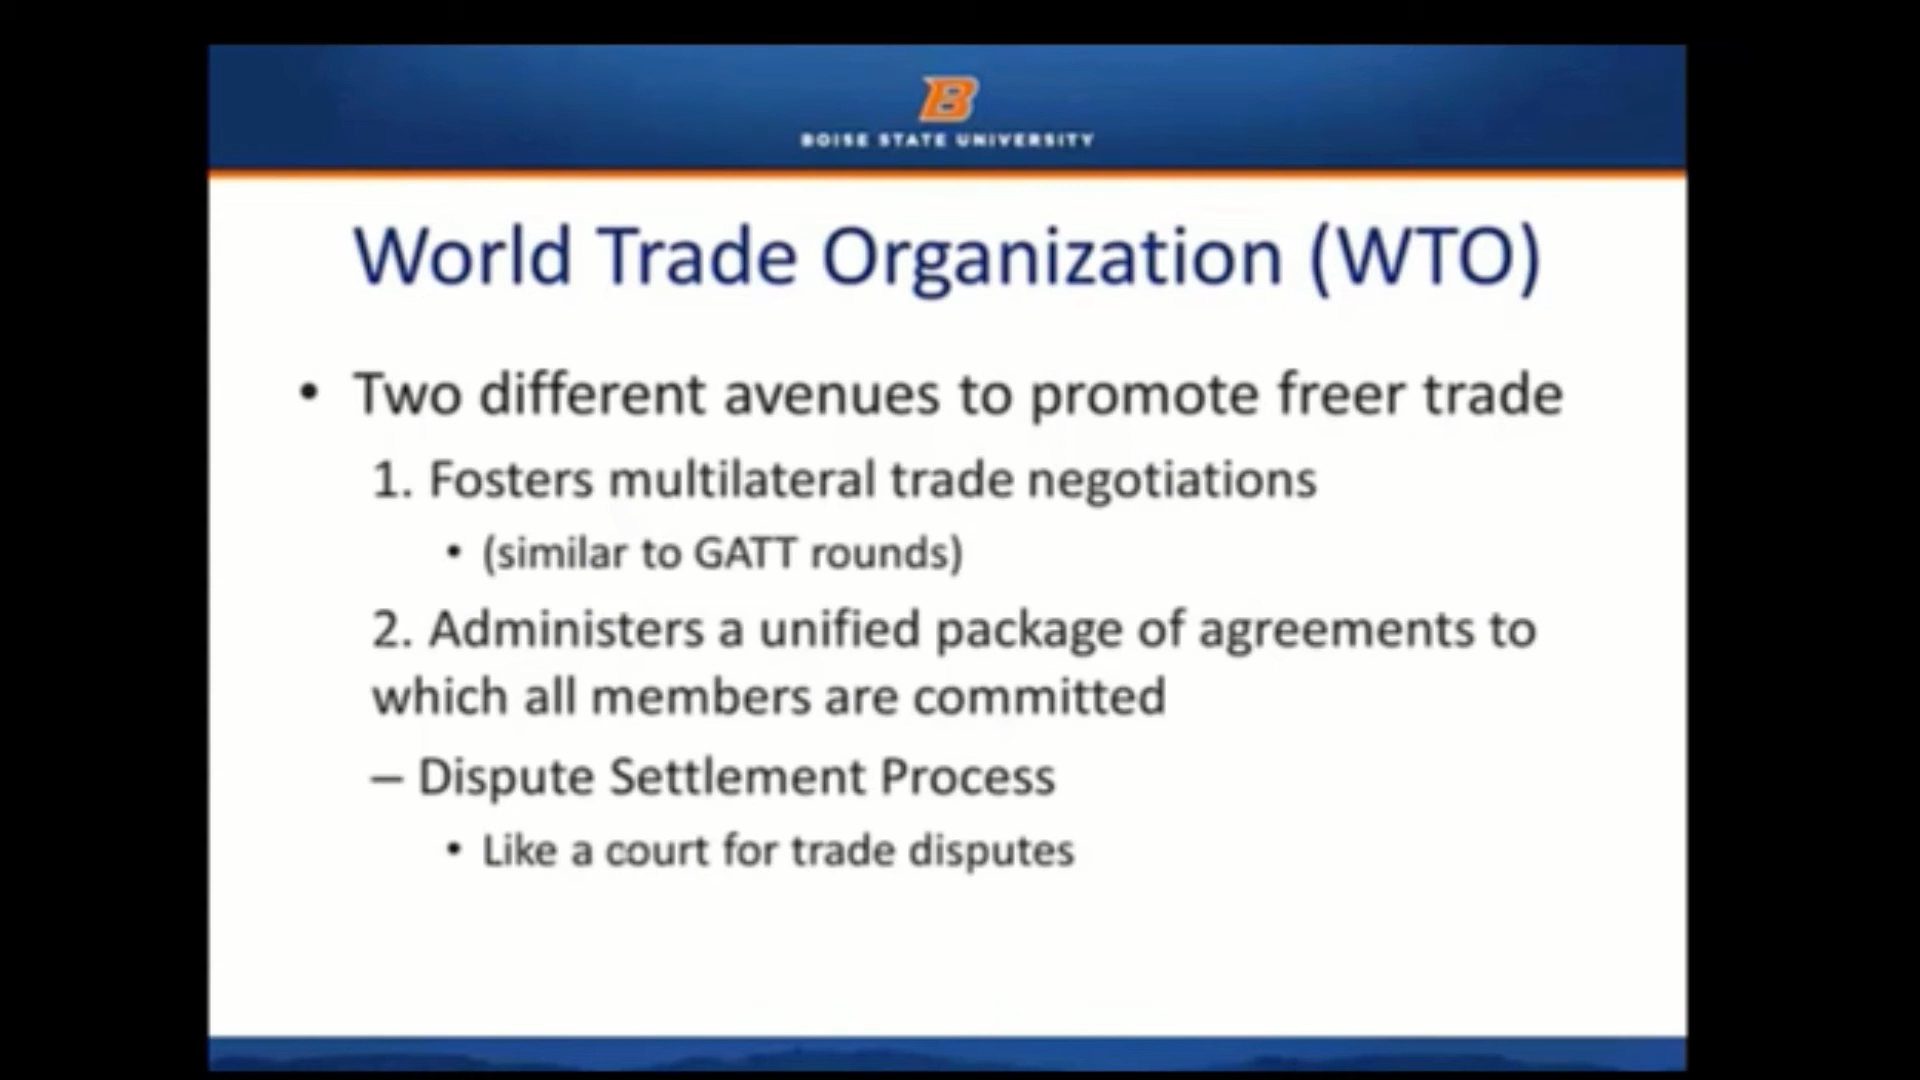 B
BOISE STATE UNIVERSITY
World Trade Organization (WTO)
• Two different avenues to promote freer trade
1. Fosters multilateral trade negotiations
• (similar to GATT rounds)
2. Administers a unified package of agreements to
which all members are committed
– Dispute Settlement Process
• Like a court for trade disputes